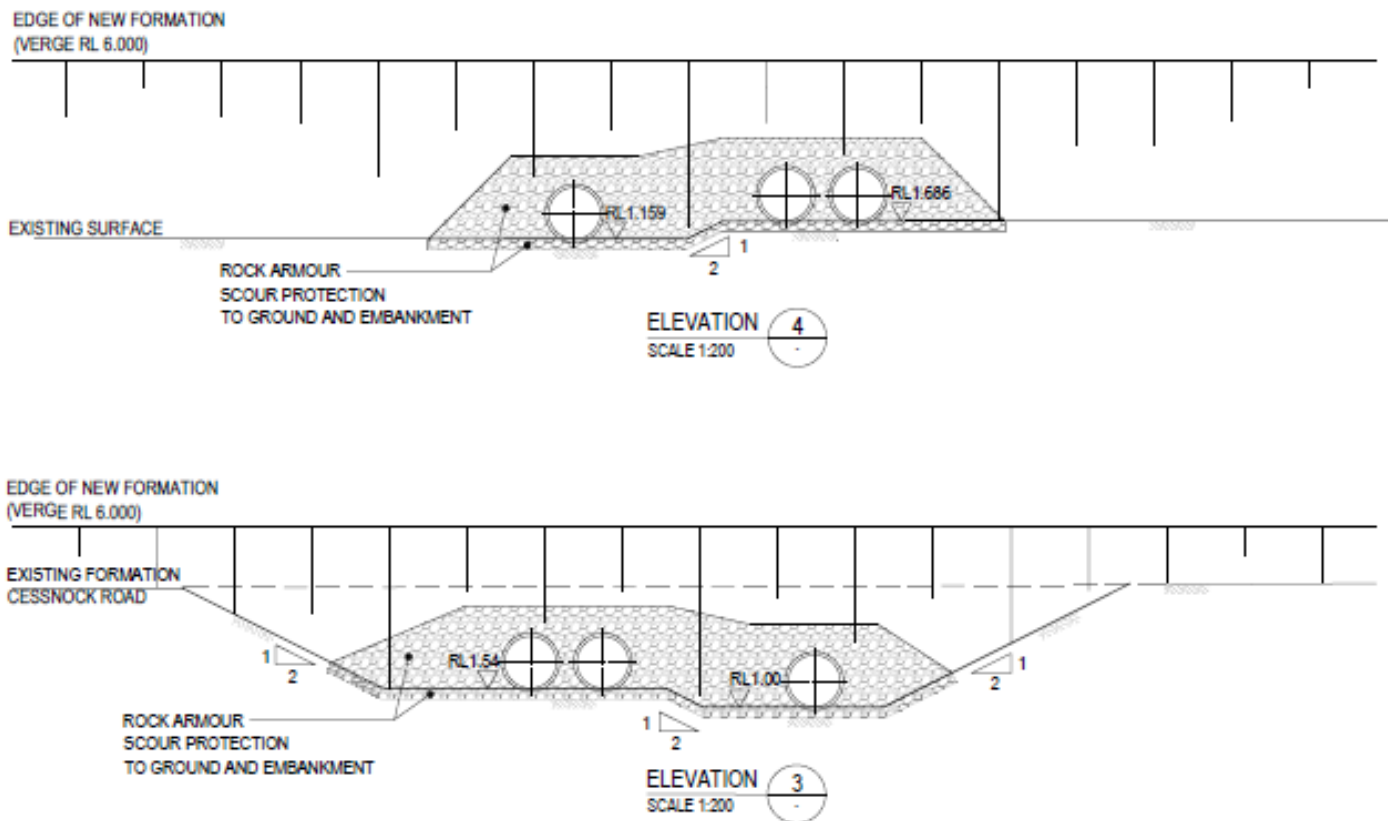 EDGE OF NEW FORMATION
(VERGE RL 6.000)
RL1.686
RL1.159
EXISTING SURFACE
1
2
ROCK ARMOUR
SCOUR PROTECTION
TO GROUND AND EMBANKMENT
ELEVATION 4
SCALE 1:200 -
EDGE OF NEW FORMATION
(VERGE RL 6.000)
EXISTING FORMATION
CESSNOCK ROAD
1
2
RL1.54
RL1.00
1
2
ROCK ARMOUR
SCOUR PROTECTION
TO GROUND AND EMBANKMENT
1
2
ELEVATION 3
SCALE 1:200 -